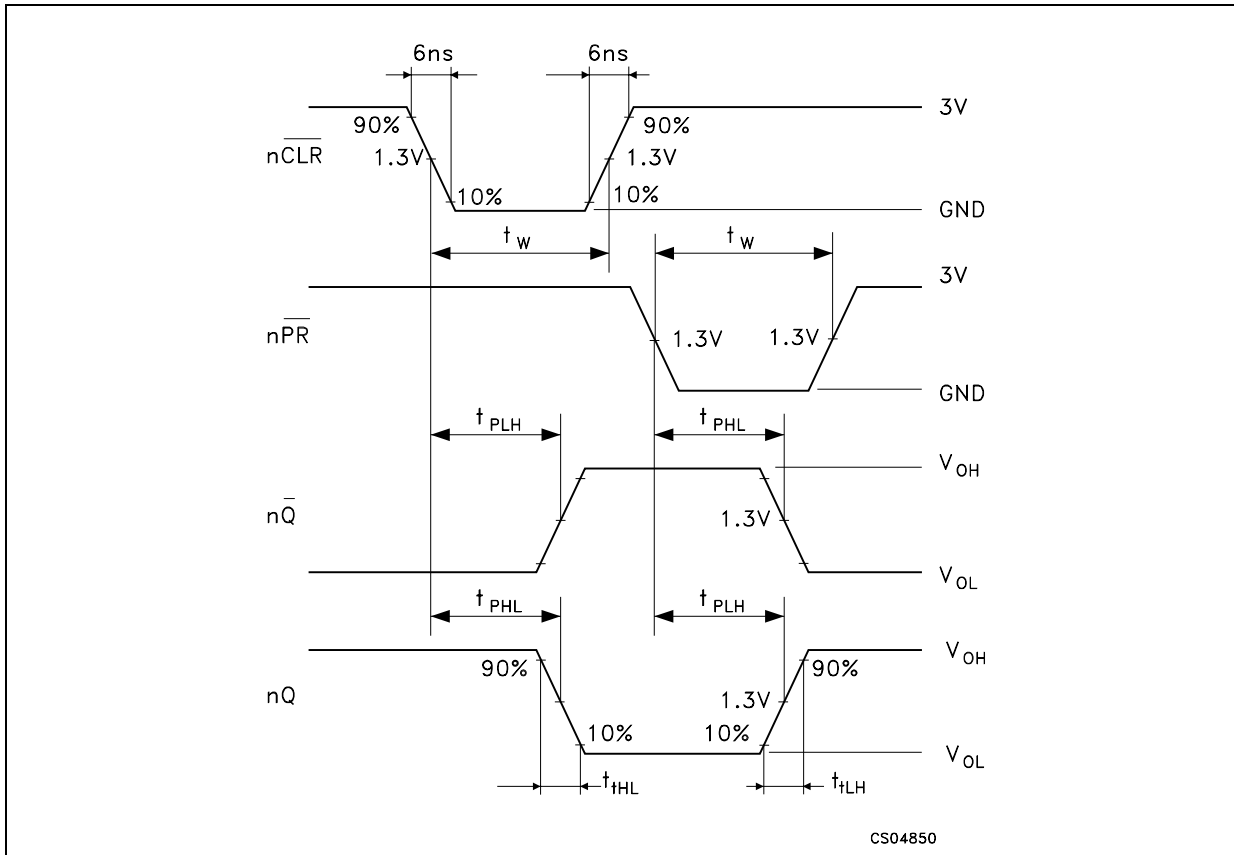 6ns 6ns
3V
90% 90%
nC̅L̅R̅ 1.3V 1.3V
10% 10%
GND
t W t W
3V
nP̅R̅ 1.3V 1.3V
GND
t PLH t PHL
V OH
nQ̅ 1.3V
V OL
t PHL t PLH
V OH
90% 90%
nQ 1.3V
10% 10%
V OL
t tHL t tLH
CS04850